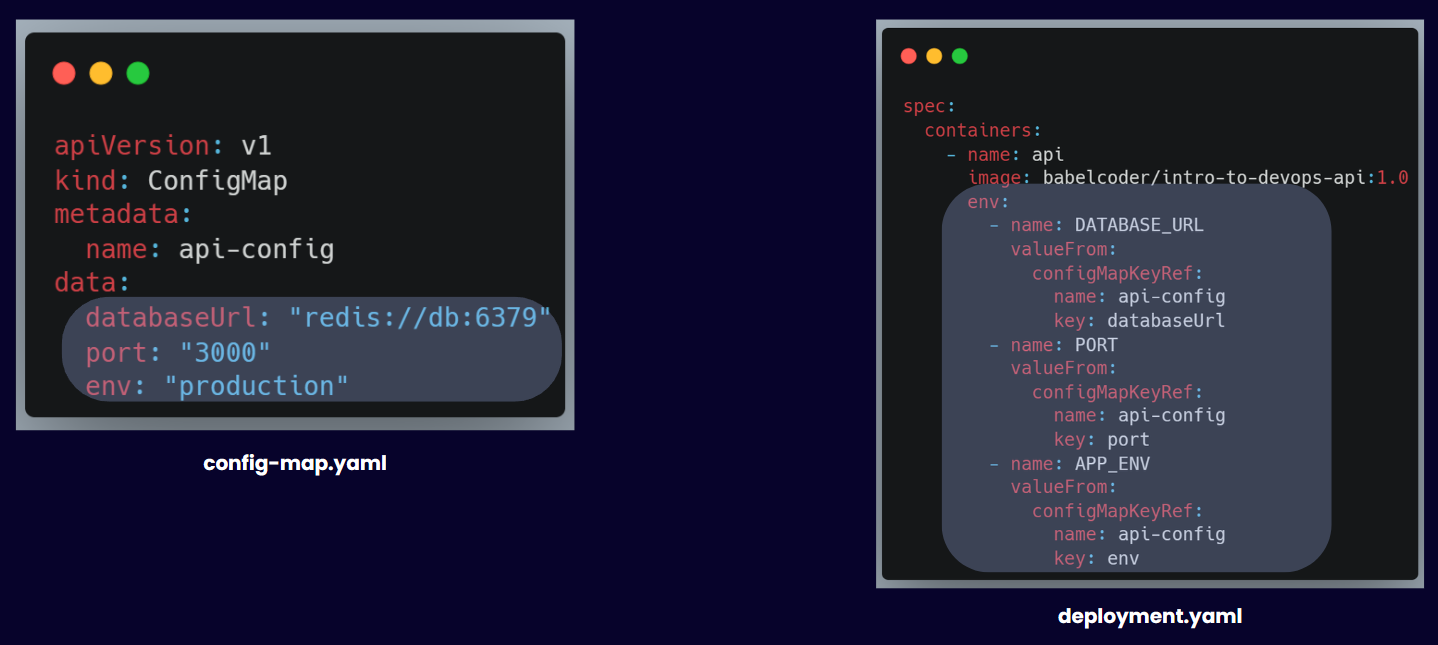 apiVersion: v1
kind: ConfigMap
metadata:
  name: api-config
data:
  databaseUrl: "redis://db:6379"
  port: "3000"
  env: "production"
config-map.yaml
spec:
  containers:
    - name: api
      image: babelcoder/intro-to-devops-api:1.0
      env:
        - name: DATABASE_URL
          valueFrom:
            configMapKeyRef:
              name: api-config
              key: databaseUrl
        - name: PORT
          valueFrom:
            configMapKeyRef:
              name: api-config
              key: port
        - name: APP_ENV
          valueFrom:
            configMapKeyRef:
              name: api-config
              key: env
deployment.yaml